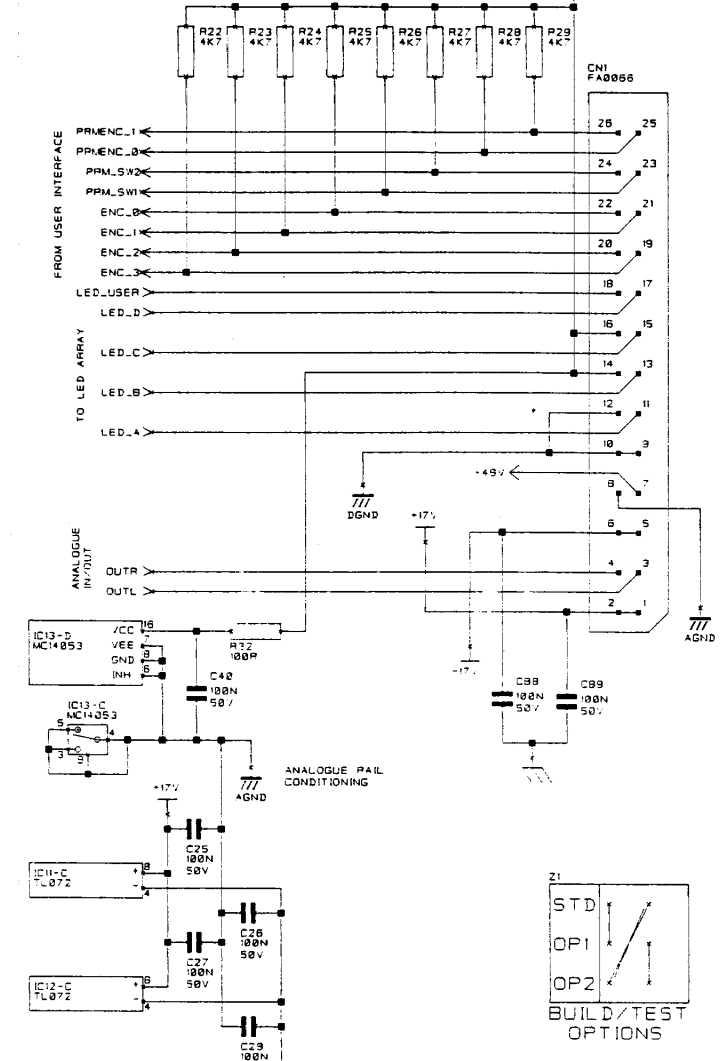 R22 4K7
R23 4K7
R24 4K7
R25 4K7
R26 4K7
R27 4K7
R28 4K7
R29 4K7
CN1
FA0066
FROM USER INTERFACE
PRMENC_1
PPMENC_0
PPM_SW2
PPM_SW1
ENC_0
ENC_1
ENC_2
ENC_3
LED_USER
LED_D
TO LED ARRAY
LED_C
LED_B
LED_A
26 25
24 23
22 21
20 19
18 17
16 15
14 13
12 11
10 9
8 7
6 5
4 3
2 1
+48V
DGND
+17V
ANALOGUE
IN/OUT
OUTR
OUTL
AGND
-17V
IC13-D
MC14053
VCC 16
VEE 7
GND 8
INH 6
R32
100R
C40
100N
50V
C88
100N
50V
C89
100N
50V
IC13-C
MC14053
5
4
3
9
AGND
ANALOGUE RAIL
CONDITIONING
+17V
C25
100N
50V
IC11-C
TL072
+ 8
- 4
C26
100N
50V
C27
100N
50V
IC12-C
TL072
+
- 4
C29
100N
Z1
STD
OP1
OP2
BUILD/TEST
OPTIONS